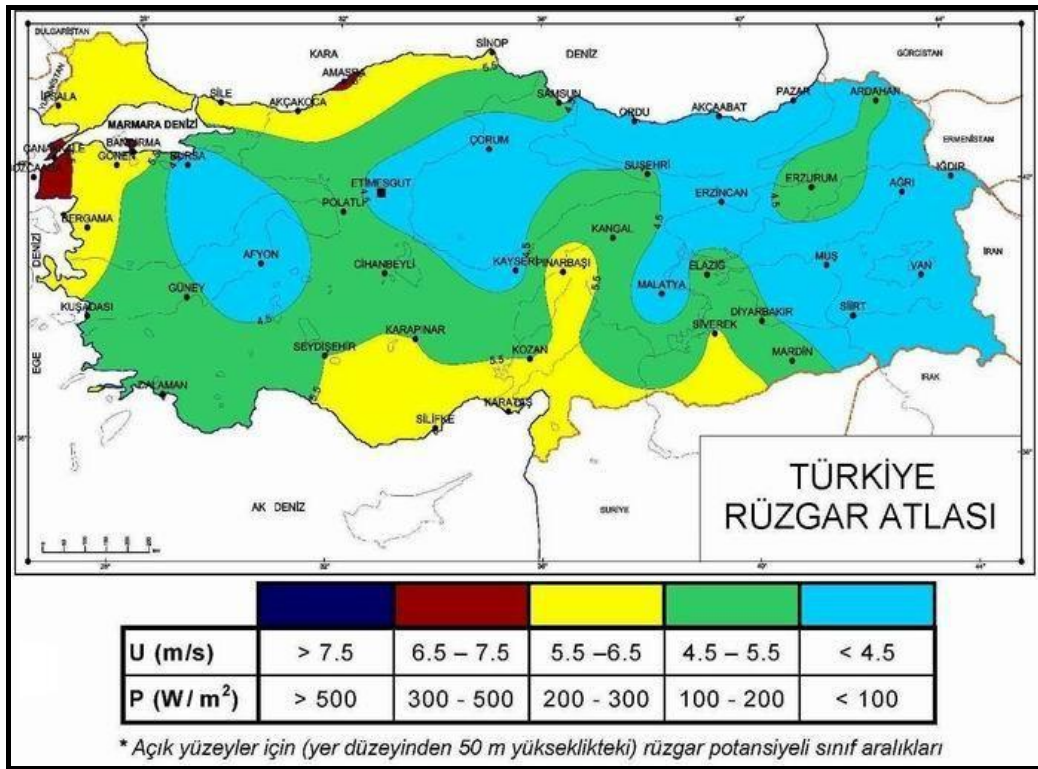 BULGARİSTAN
KARA
SİNOP
DENİZ
GÜRCİSTAN
AMASRA
YUNANİSTAN
İPSALA
ŞİLE
AKÇAKOCA
SAMSUN
ORDU
AKÇAABAT
PAZAR
ARDAHAN
MARMARA DENİZİ
ERMENİSTAN
ÇANAKKALE
BANDIRMA
BOZCAADA
GÖNEN
BURSA
ÇORUM
SUŞEHRİ
IĞDIR
ETİMESGUT
ERZİNCAN
ERZURUM
AĞRI
POLATLI
BERGAMA
KANGAL
İRAN
EGE DENİZİ
AFYON
CİHANBEYLİ
KAYSERİ
PINARBAŞI
ELAZIĞ
MUŞ
VAN
GÜNEY
MALATYA
KUŞADASI
DİYARBAKIR
SİİRT
SİVEREK
KARAPINAR
SEYDİŞEHİR
KOZAN
MARDİN
IRAK
DALAMAN
KARATAŞ
SİLİFKE
AK DENİZ
SURİYE
TÜRKİYE
RÜZGAR ATLASI
U (m/s) > 7.5 6.5 – 7.5 5.5 –6.5 4.5 – 5.5 < 4.5
P (W/ m²) > 500 300 - 500 200 - 300 100 - 200 < 100
* Açık yüzeyler için (yer düzeyinden 50 m yükseklikteki) rüzgar potansiyeli sınıf aralıkları